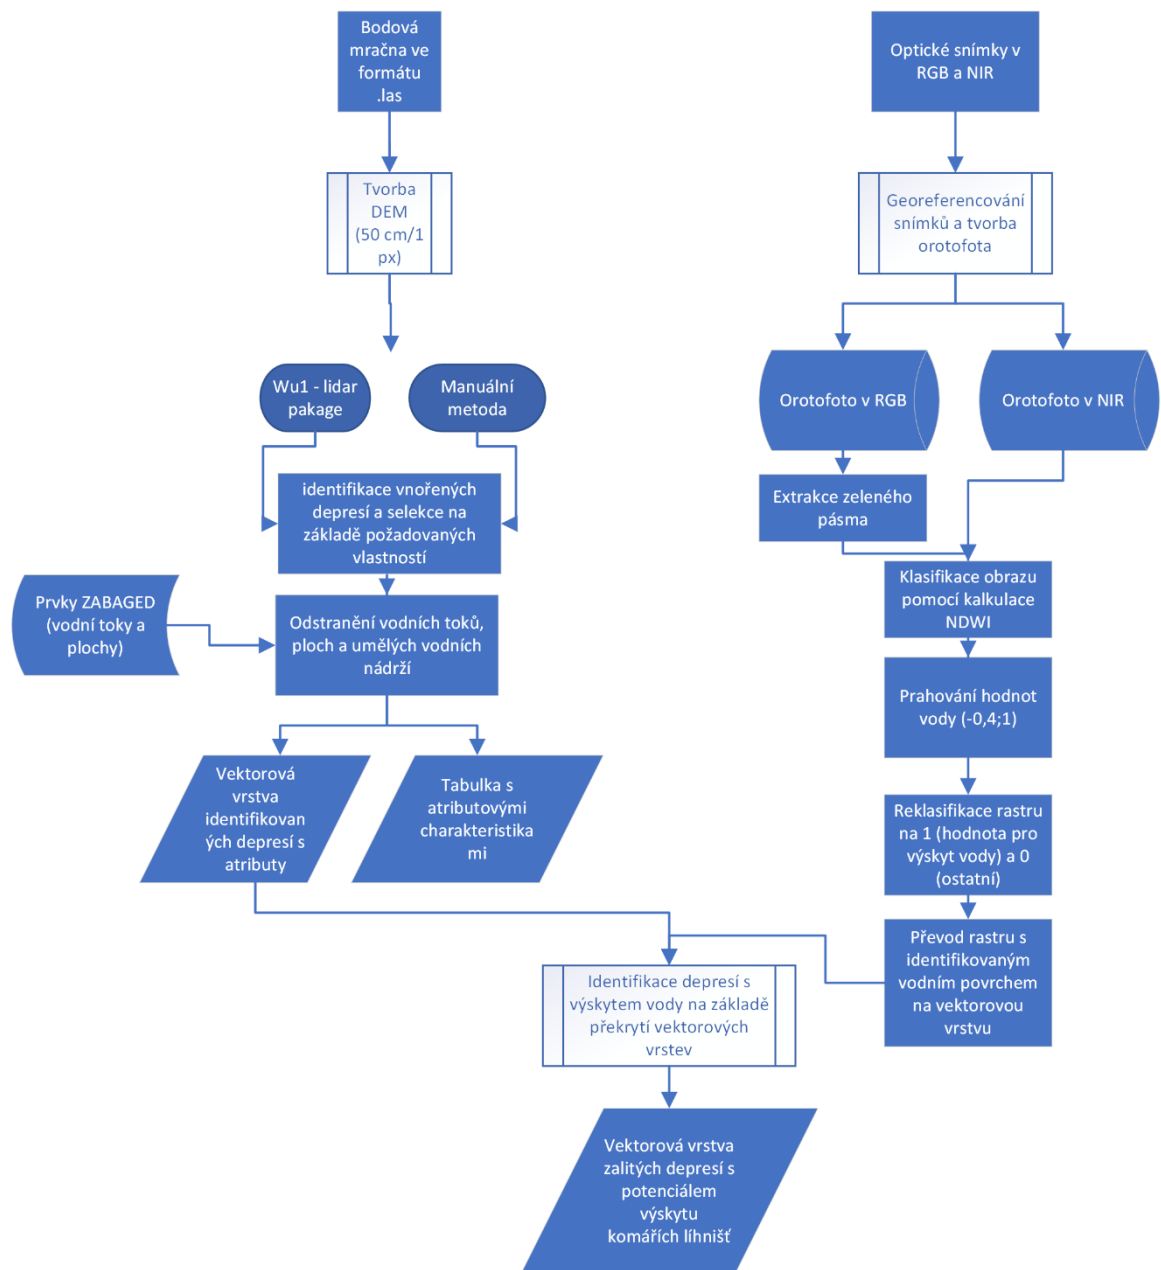 Bodová
mračna ve
formátu
.las
Optické snímky v
RGB a NIR
Tvorba
DEM
(50 cm/1
px)
Georeferencování
snímků a tvorba
orotofota
Wu1 - lidar
pakage
Manuální
metoda
Orotofoto v RGB
Orotofoto v NIR
identifikace vnořených
depresí a selekce na
základě požadovaných
vlastností
Extrakce zeleného
pásma
Prvky ZABAGED
(vodní toky a
plochy)
Odstranění vodních toků,
ploch a umělých vodních
nádrží
Klasifikace obrazu
pomocí kalkulace
NDWI
Prahování hodnot
vody (-0,4;1)
Vektorová
vrstva
identifikovan
ých depresí s
atributy
Tabulka s
atributovými
charakteristika
mi
Reklasifikace rastru
na 1 (hodnota pro
výskyt vody) a 0
(ostatní)
Převod rastru s
identifikovaným
vodním povrchem
na vektorovou
vrstvu
Identifikace depresí s
výskytem vody na základě
překrytí vektorových
vrstev
Vektorová vrstva
zalitých depresí s
potenciálem
výskytu
komářích líhnišť